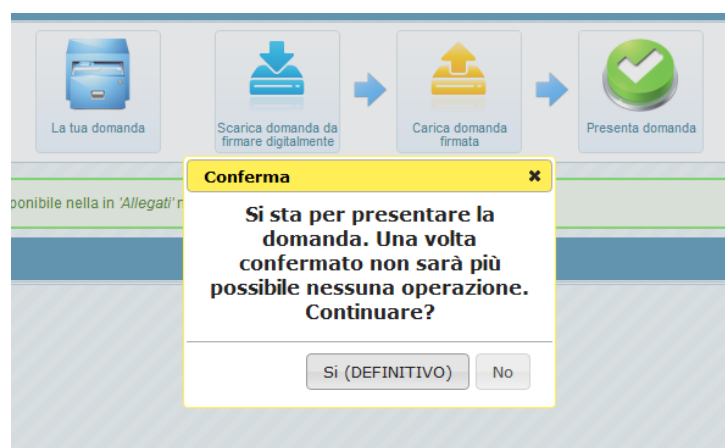 La tua domanda
Scarica domanda da
firmare digitalmente
Carica domanda
firmata
Presenta domanda
ponibile nella in 'Allegati'
Conferma
Si sta per presentare la
domanda. Una volta
confermato non sarà più
possibile nessuna operazione.
Continuare?
Si (DEFINITIVO)
No